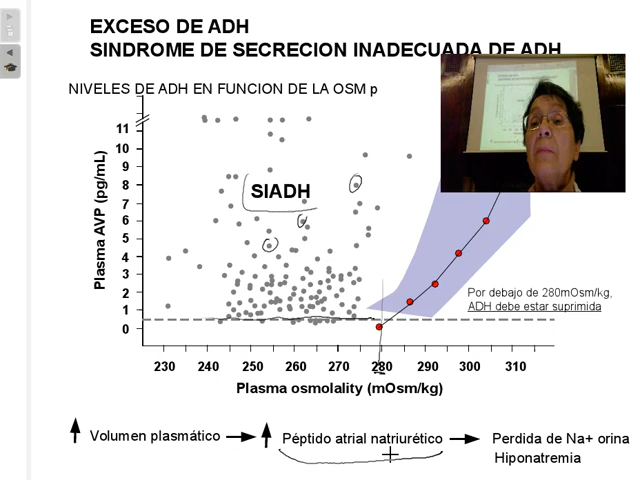 EXCESO DE ADH
SINDROME DE SECRECION INADECUADA DE ADH
NIVELES DE ADH EN FUNCION DE LA OSM p
11
10
9
8
7
6
5
4
3
2
1
0
Plasma AVP (pg/mL)
SIADH
Por debajo de 280mOsm/kg,
ADH debe estar suprimida
230 240 250 260 270 280 290 300 310
Plasma osmolality (mOsm/kg)
Volumen plasmático
Péptido atrial natriurético
Perdida de Na+ orina
Hiponatremia